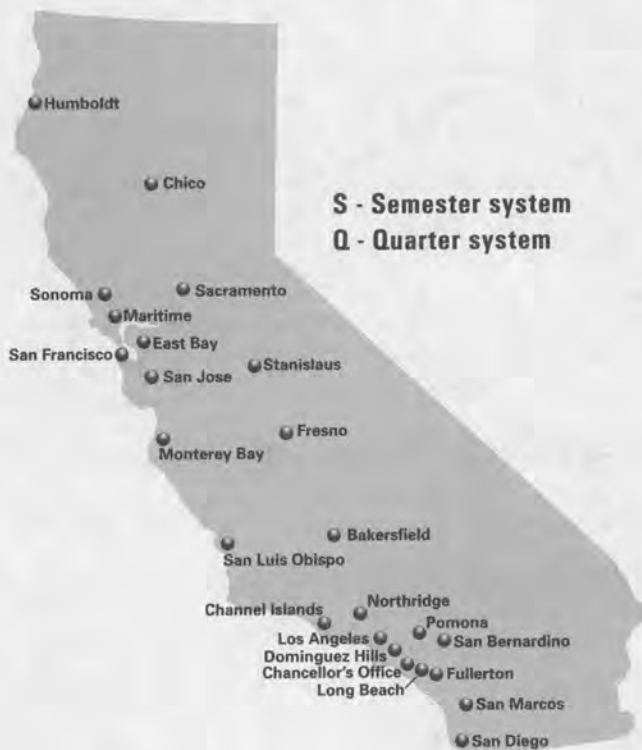 Humboldt
Chico
S - Semester system
Q - Quarter system
Sonoma
Sacramento
Maritime
East Bay
San Francisco
Stanislaus
San Jose
Fresno
Monterey Bay
Bakersfield
San Luis Obispo
Northridge
Channel Islands
Pomona
Los Angeles
San Bernardino
Dominguez Hills
Chancellor's Office
Fullerton
Long Beach
San Marcos
San Diego